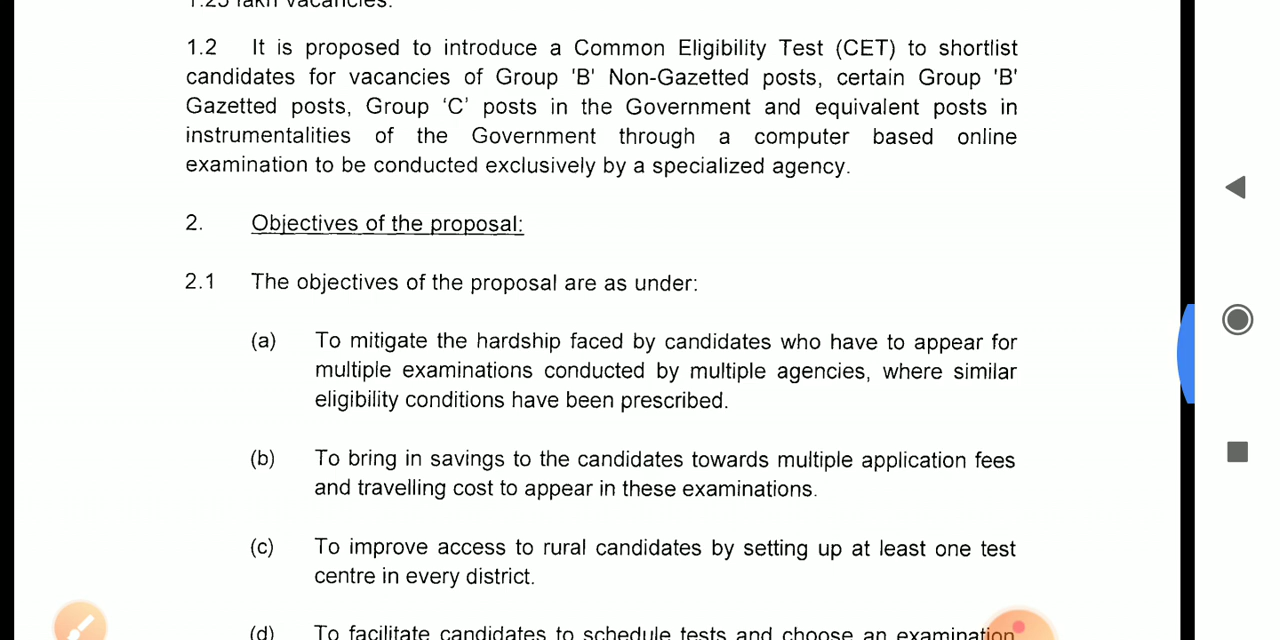 1.25 lakh vacancies.
1.2 It is proposed to introduce a Common Eligibility Test (CET) to shortlist
candidates for vacancies of Group 'B' Non-Gazetted posts, certain Group 'B'
Gazetted posts, Group ‘C’ posts in the Government and equivalent posts in
instrumentalities of the Government through a computer based online
examination to be conducted exclusively by a specialized agency.
2. Objectives of the proposal:
2.1 The objectives of the proposal are as under:
(a) To mitigate the hardship faced by candidates who have to appear for
multiple examinations conducted by multiple agencies, where similar
eligibility conditions have been prescribed.
(b) To bring in savings to the candidates towards multiple application fees
and travelling cost to appear in these examinations.
(c) To improve access to rural candidates by setting up at least one test
centre in every district.
(d) To facilitate candidates to schedule tests and choose an examination